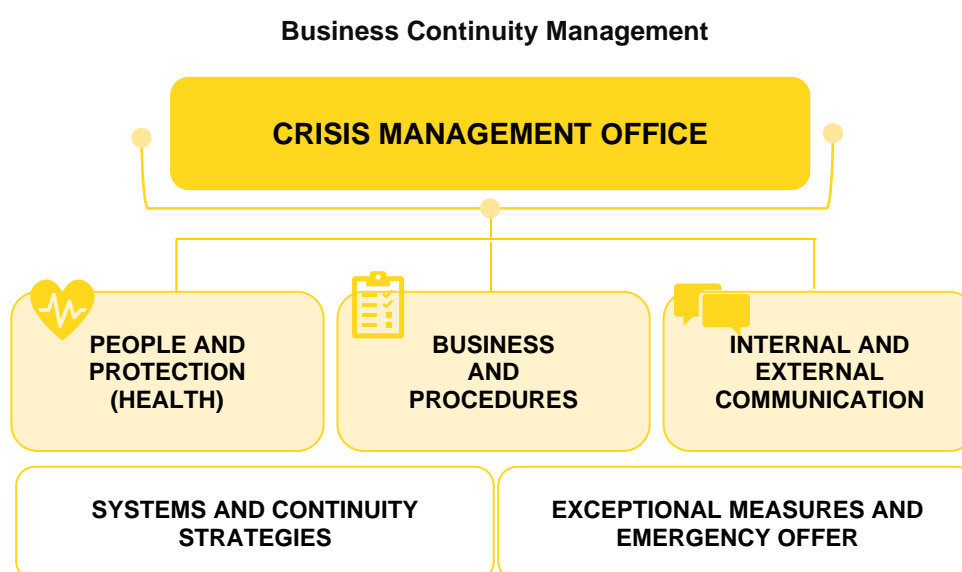 Business Continuity Management
CRISIS MANAGEMENT OFFICE
PEOPLE AND
PROTECTION
(HEALTH)
BUSINESS
AND
PROCEDURES
INTERNAL AND
EXTERNAL
COMMUNICATION
SYSTEMS AND CONTINUITY
STRATEGIES
EXCEPTIONAL MEASURES AND
EMERGENCY OFFER